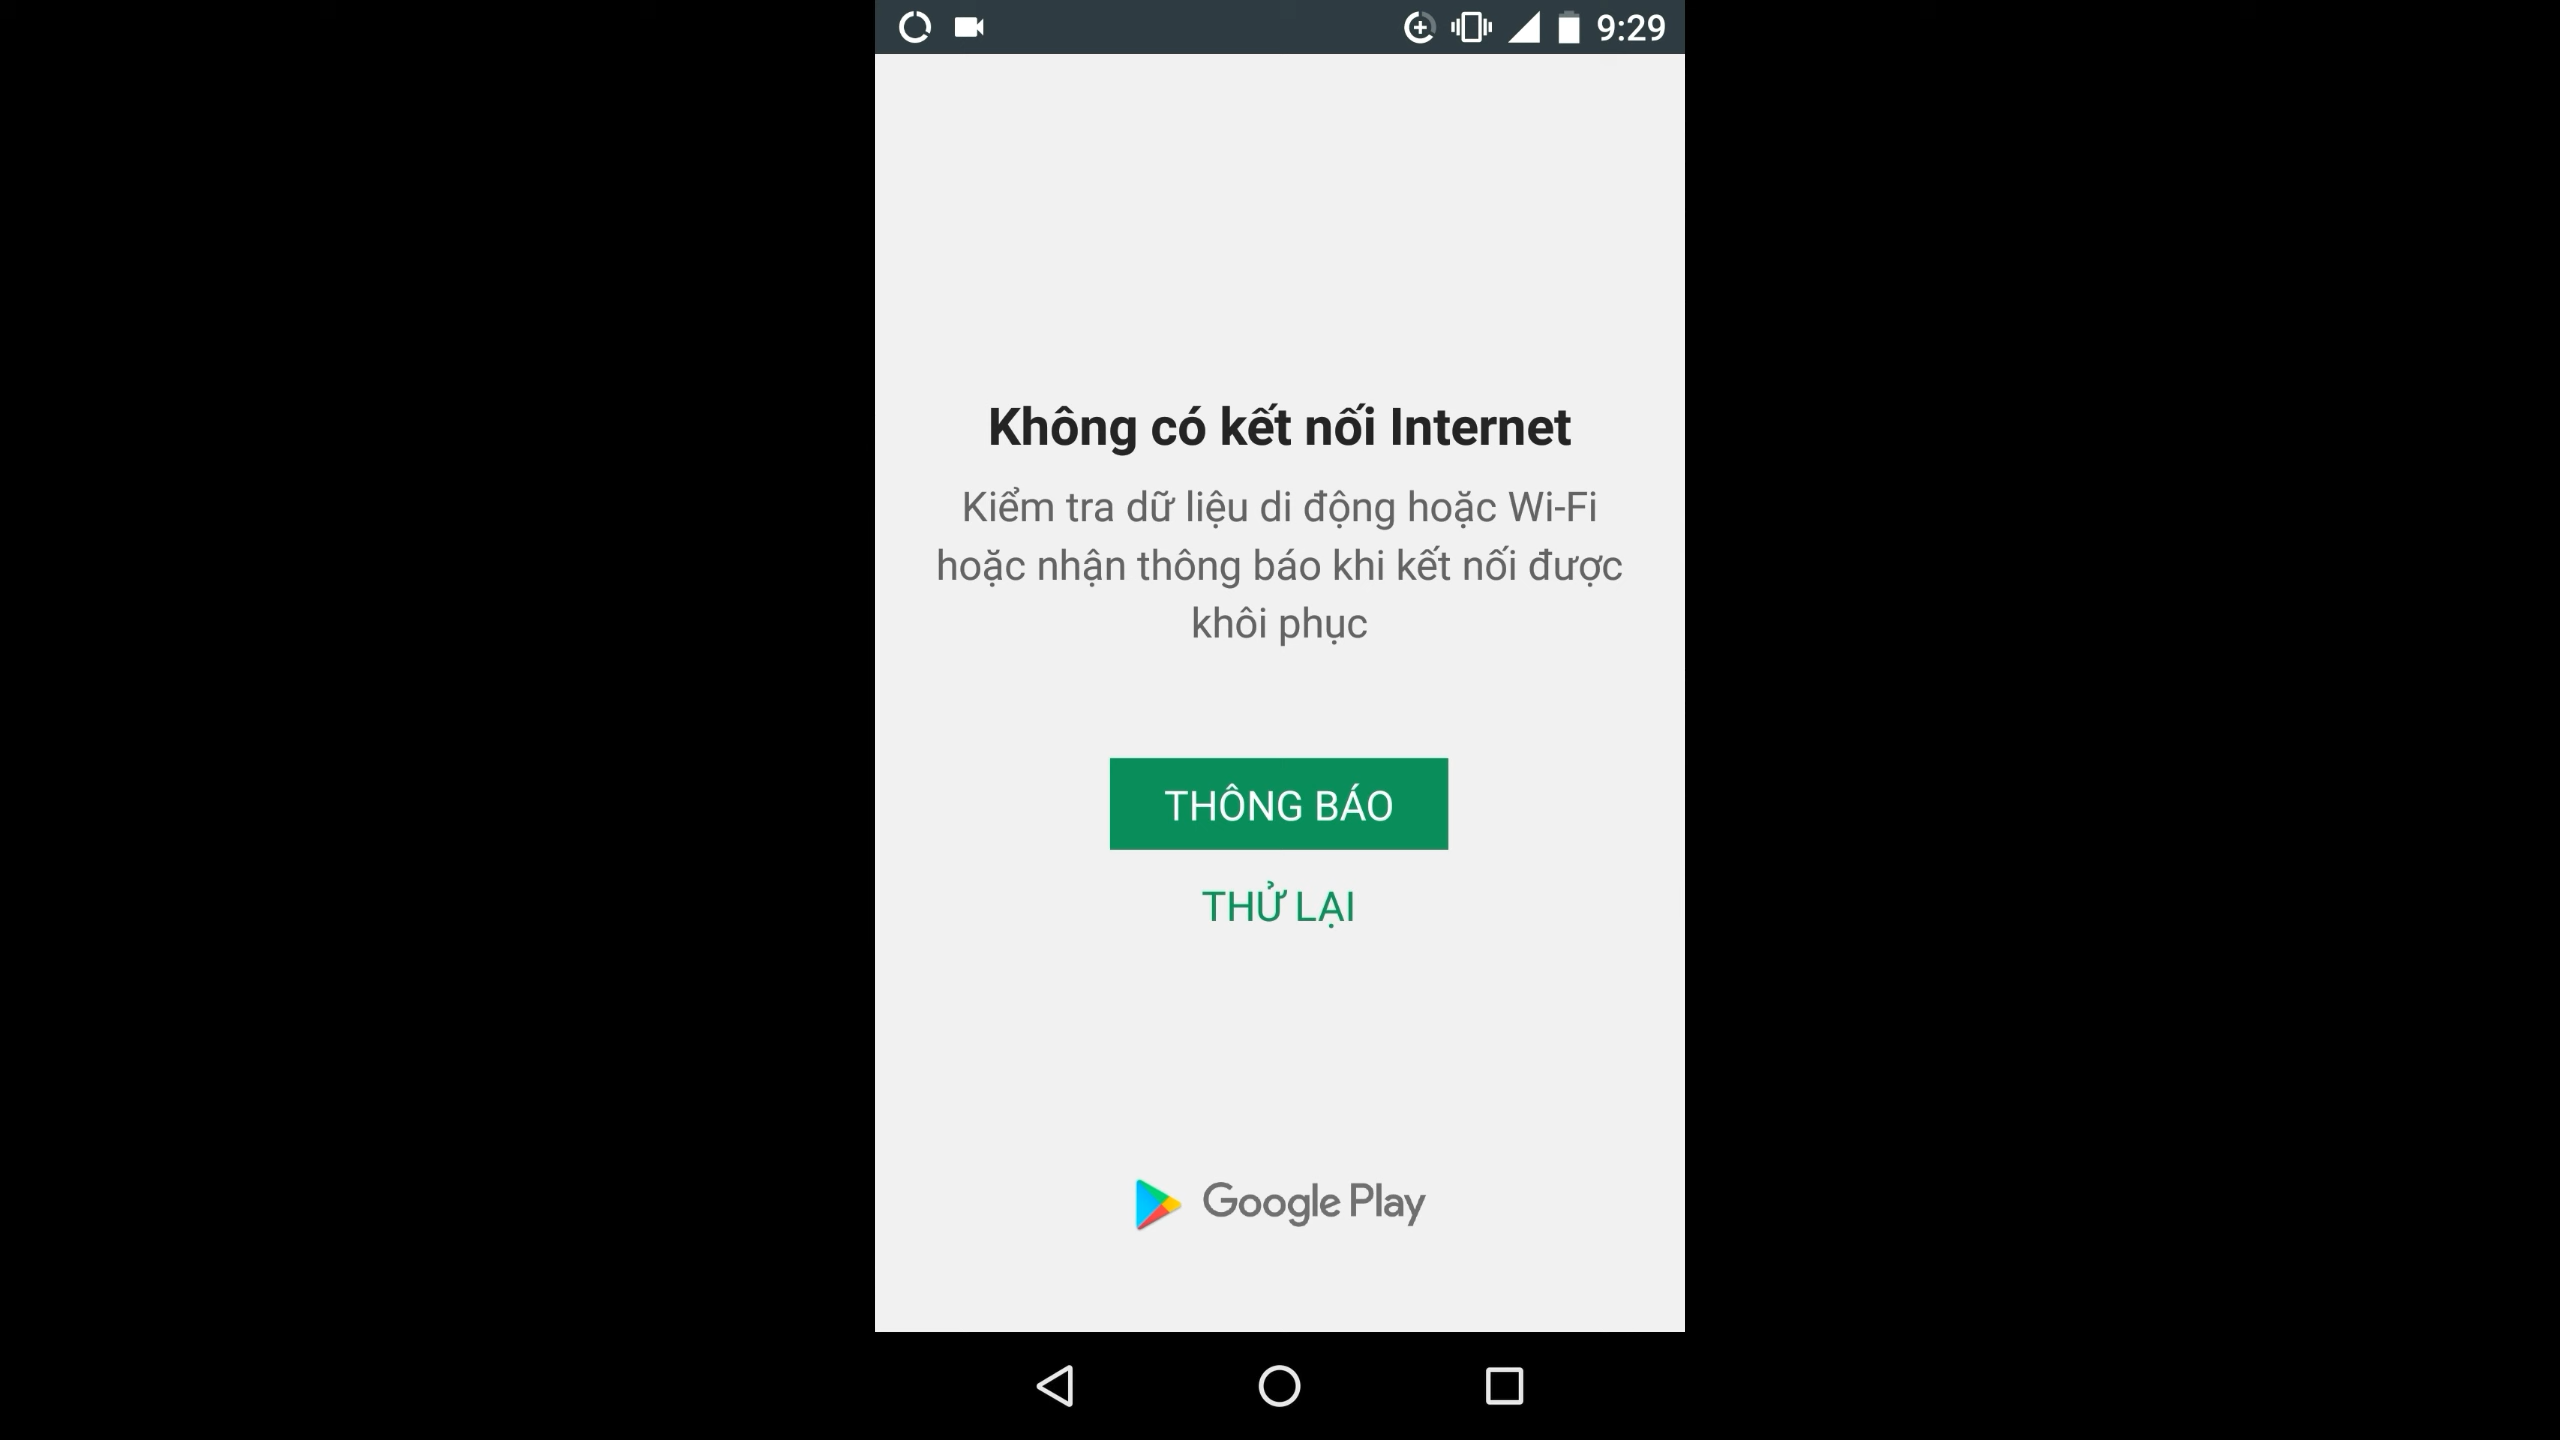 9:29
Không có kết nối Internet
Kiểm tra dữ liệu di động hoặc Wi-Fi
hoặc nhận thông báo khi kết nối được
khôi phục
THÔNG BÁO
THỬ LẠI
Google Play